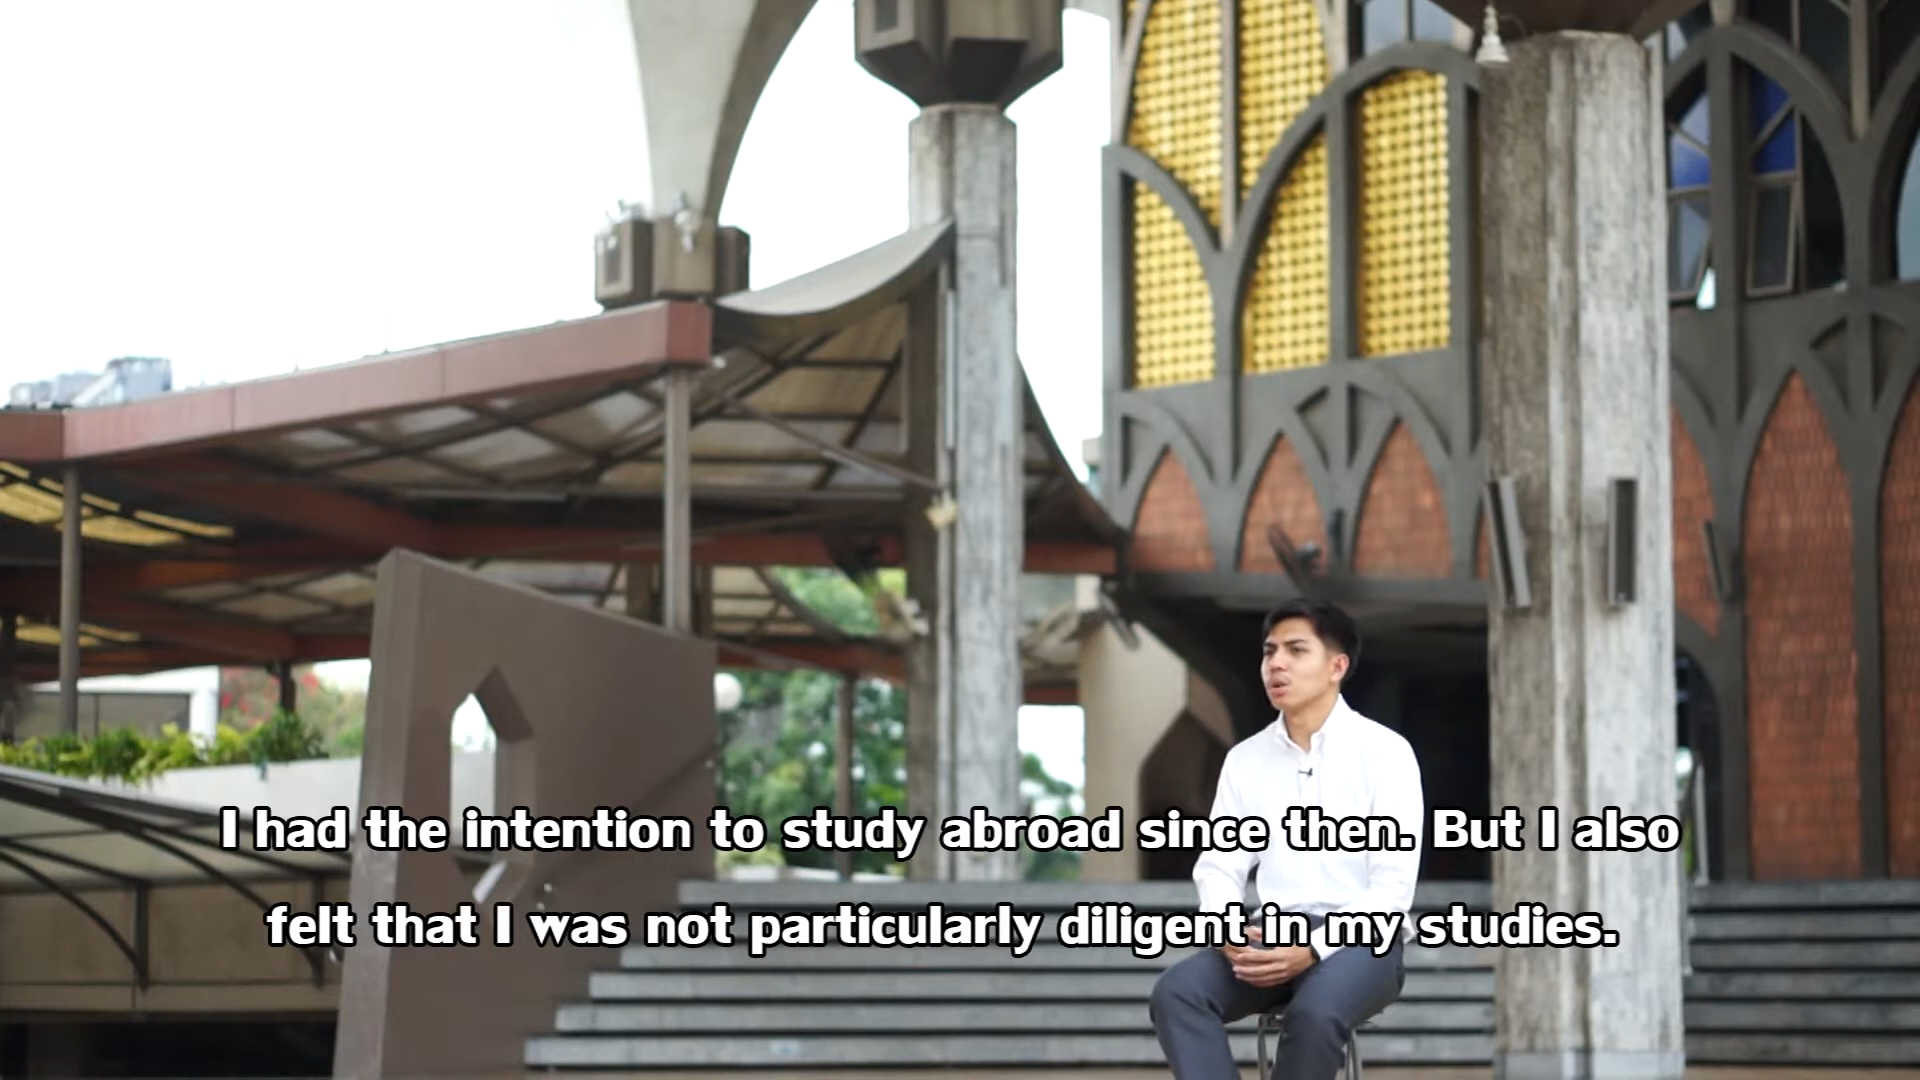 I had the intention to study abroad since then. But I also
felt that I was not particularly diligent in my studies.